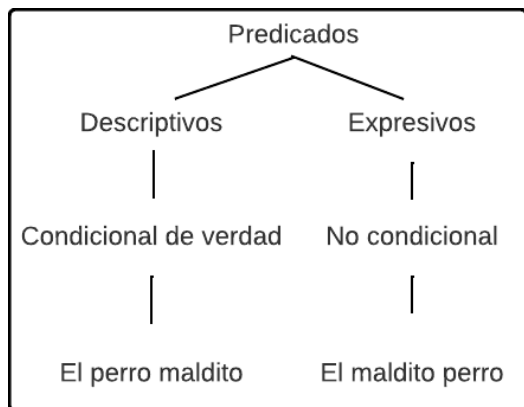 Predicados
Descriptivos
Expresivos
Condicional de verdad
No condicional
El perro maldito
El maldito perro